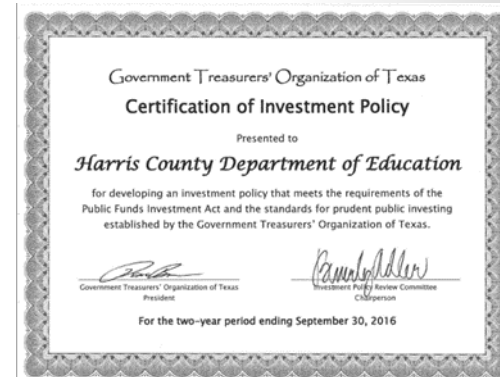 Government Treasurers' Organization of Texas
Certification of Investment Policy
Presented to
Harris County Department of Education
for developing an investment policy that meets the requirements of the
Public Funds Investment Act and the standards for prudent public investing
established by the Government Treasurers' Organization of Texas.
Beverly Adler
Government Treasurers' Organization of Texas
President
Investment Policy Review Committee
Chairperson
For the two-year period ending September 30, 2016